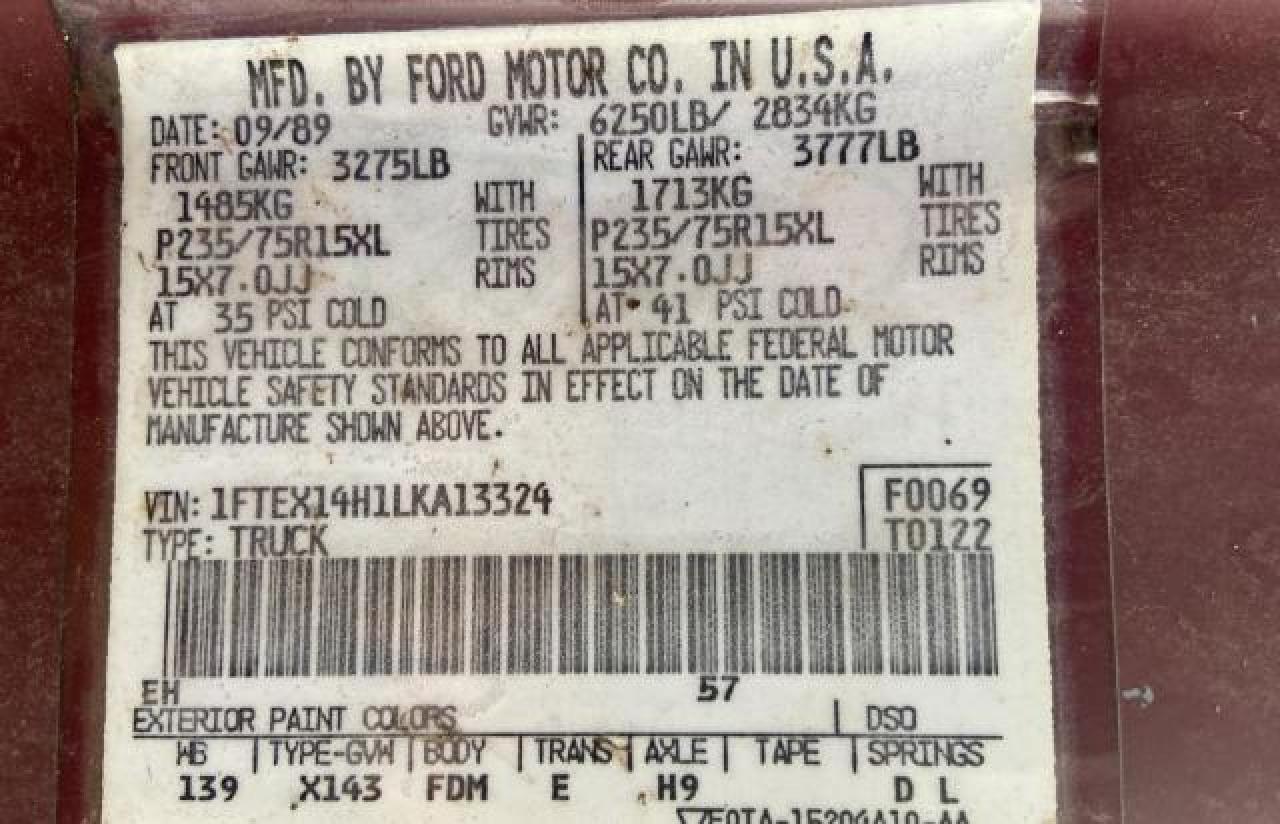 MFD. BY FORD MOTOR CO. IN U.S.A.
DATE: 09/89 GVWR: 6250LB/ 2834KG
FRONT GAWR: 3275LB REAR GAWR: 3777LB
1485KG WITH 1713KG WITH
P235/75R15XL TIRES P235/75R15XL TIRES
15X7.0JJ RIMS 15X7.0JJ RIMS
AT 35 PSI COLD AT 41 PSI COLD
THIS VEHICLE CONFORMS TO ALL APPLICABLE FEDERAL MOTOR
VEHICLE SAFETY STANDARDS IN EFFECT ON THE DATE OF
MANUFACTURE SHOWN ABOVE.
VIN: 1FTEX14H1LKA13324 F0069
TYPE: TRUCK T0122
EH 57
EXTERIOR PAINT COLORS DSO
WB TYPE-GVW BODY TRANS AXLE TAPE SPRINGS
139 X143 FDM E H9 D L